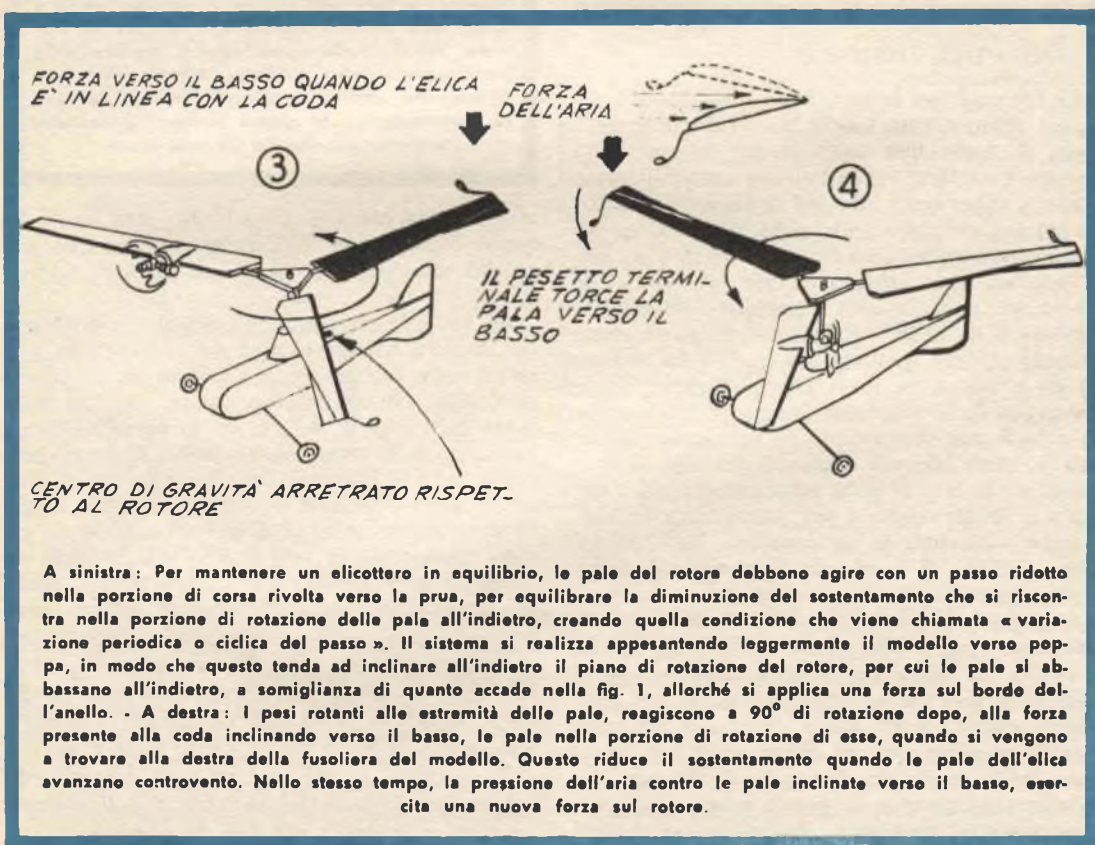 FORZA VERSO IL BASSO QUANDO L'ELICA
E' IN LINEA CON LA CODA
FORZA
DELL'ARIA
3
4
IL PESETTO TERMI-
NALE TORCE LA
PALA VERSO IL
BASSO
B
B
CENTRO DI GRAVITA' ARRETRATO RISPET-
TO AL ROTORE
A sinistra: Per mantenere un elicottero in equilibrio, le pale del rotore debbono agire con un passo ridotto
nella porzione di corsa rivolta verso la prua, per equilibrare la diminuzione del sostentamento che si riscon-
tra nella porzione di rotazione delle pale all'indietro, creando quella condizione che viene chiamata « varia-
zione periodica o ciclica del passo ». Il sistema si realizza appesantendo leggermente il modello verso pop-
pa, in modo che questo tenda ad inclinare all'indietro il piano di rotazione del rotore, per cui le pale si ab-
bassano all'indietro, a somiglianza di quanto accade nella fig. 1, allorché si applica una forza sul bordo del-
l'anello. - A destra: I pesi rotanti alle estremità delle pale, reagiscono a 90° di rotazione dopo, alla forza
presente alla coda inclinando verso il basso, le pale nella porzione di rotazione di esse, quando si vengono
a trovare alla destra della fusoliera del modello. Questo riduce il sostentamento quando le pale dell'elica
avanzano controvento. Nello stesso tempo, la pressione dell'aria contro le pale inclinate verso il basso, eser-
cita una nuova forza sul rotore.